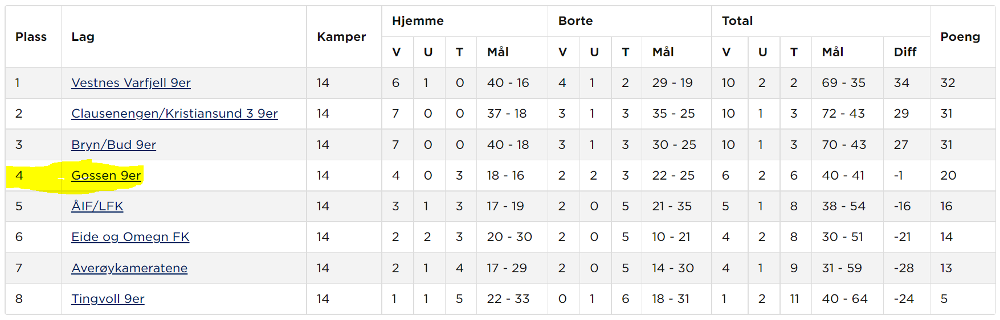 Plass Lag Kamper Hjemme Borte Total Poeng
V U T Mål V U T Mål V U T Mål Diff
1 Vestnes Varfjell 9er 14 6 1 0 40 - 16 4 1 2 29 - 19 10 2 2 69 - 35 34 32
2 Clausenengen/Kristiansund 3 9er 14 7 0 0 37 - 18 3 1 3 35 - 25 10 1 3 72 - 43 29 31
3 Bryn/Bud 9er 14 7 0 0 40 - 18 3 1 3 30 - 25 10 1 3 70 - 43 27 31
4 Gossen 9er 14 4 0 3 18 - 16 2 2 3 22 - 25 6 2 6 40 - 41 -1 20
5 ÅIF/LFK 14 3 1 3 17 - 19 2 0 5 21 - 35 5 1 8 38 - 54 -16 16
6 Eide og Omegn FK 14 2 2 3 20 - 30 2 0 5 10 - 21 4 2 8 30 - 51 -21 14
7 Averøykameratene 14 2 1 4 17 - 29 2 0 5 14 - 30 4 1 9 31 - 59 -28 13
8 Tingvoll 9er 14 1 1 5 22 - 33 0 1 6 18 - 31 1 2 11 40 - 64 -24 5